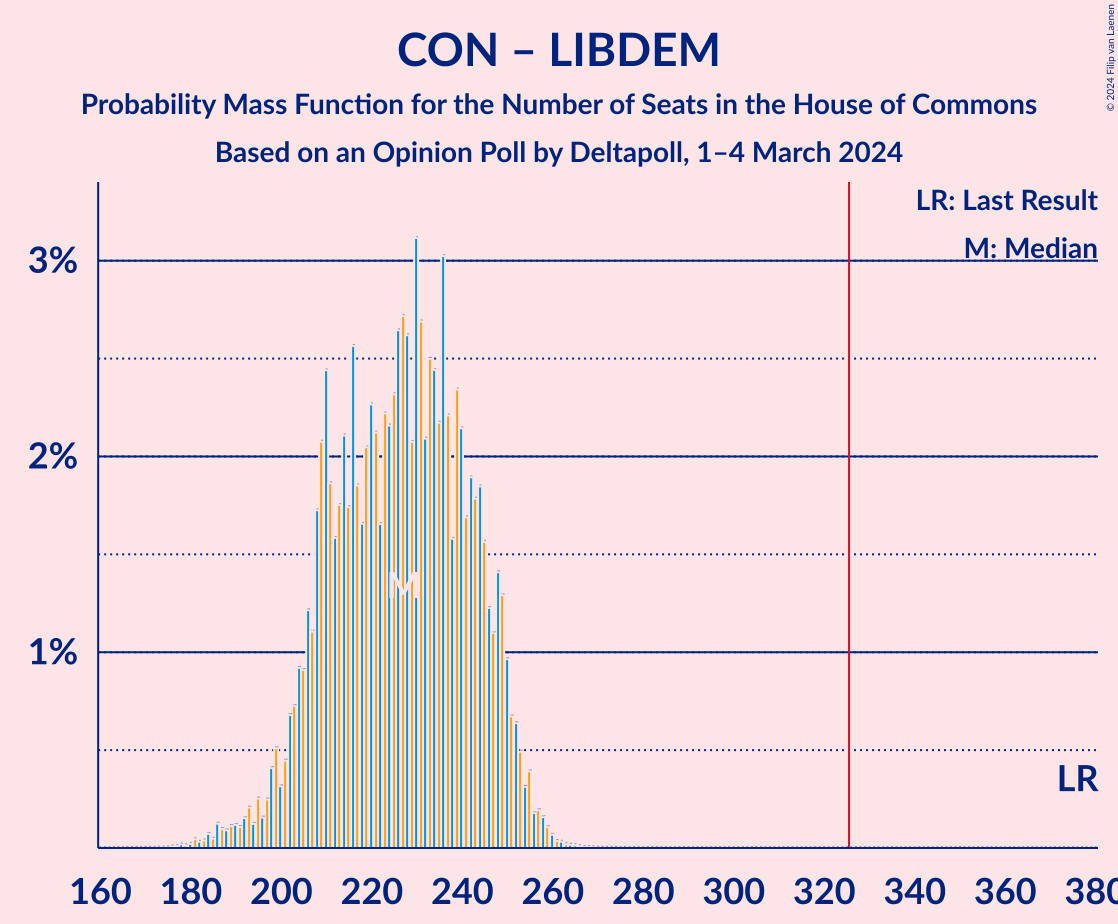 CON – LIBDEM
Probability Mass Function for the Number of Seats in the House of Commons
Based on an Opinion Poll by Deltapoll, 1–4 March 2024
© 2024 Filip van Laenen
LR: Last Result
M: Median
3%
2%
1%
M
LR
160 180 200 220 240 260 280 300 320 340 360 380